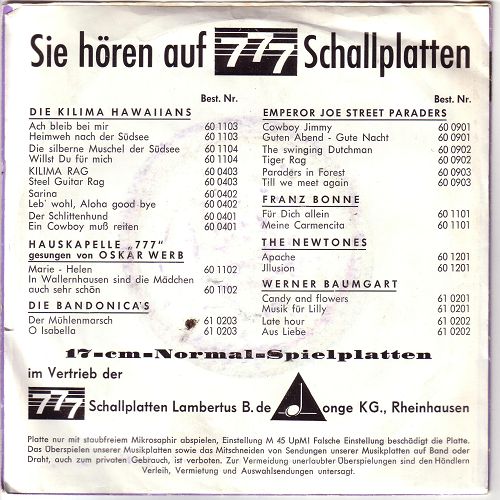 Sie hören auf 777 Schallplatten
Best. Nr.
DIE KILIMA HAWAIIANS
Ach bleib bei mir 60 1103
Heimweh nach der Südsee 60 1103
Die silberne Muschel der Südsee 60 1104
Willst Du für mich 60 1104
KILIMA RAG 60 0403
Steel Guitar Rag 60 0403
Sarina 60 0402
Leb' wohl, Aloha good-bye 60 0402
Der Schlittenhund 60 0401
Ein Cowboy muß reiten 60 0401
HAUSKAPELLE „777"
gesungen von OSKAR WERB
Marie - Helen 60 1102
In Wallernhausen sind die Mädchen
auch sehr schön 60 1102
DIE BANDONICA'S
Der Mühlenmarsch 61 0203
O Isabella 61 0203
Best. Nr.
EMPEROR JOE STREET PARADERS
Cowboy Jimmy 60 0901
Guten Abend - Gute Nacht 60 0901
The swinging Dutchman 60 0902
Tiger Rag 60 0902
Paraders in Forest 60 0903
Till we meet again 60 0903
FRANZ BONNE
Für Dich allein 60 1101
Meine Carmencita 60 1101
THE NEWTONES
Apache 60 1201
Jllusion 60 1201
WERNER BAUMGART
Candy and flowers 61 0201
Musik für Lilly 61 0201
Late hour 61 0202
Aus Liebe 61 0202
17-cm-Normal-Spielplatten
im Vertrieb der
777 Schallplatten Lambertus B. de Jonge KG., Rheinhausen
Platte nur mit staubfreiem Mikrosaphir abspielen, Einstellung M 45 UpM! Falsche Einstellung beschädigt die Platte.
Das Überspielen unserer Musikplatten sowie das Mitschneiden von Sendungen unserer Musikplatten auf Band oder
Draht, auch zum privaten Gebrauch, ist verboten. Zur Vermeidung unerlaubter Überspielungen sind den Händlern
Verleih, Vermietung und Auswahlsendungen untersagt.